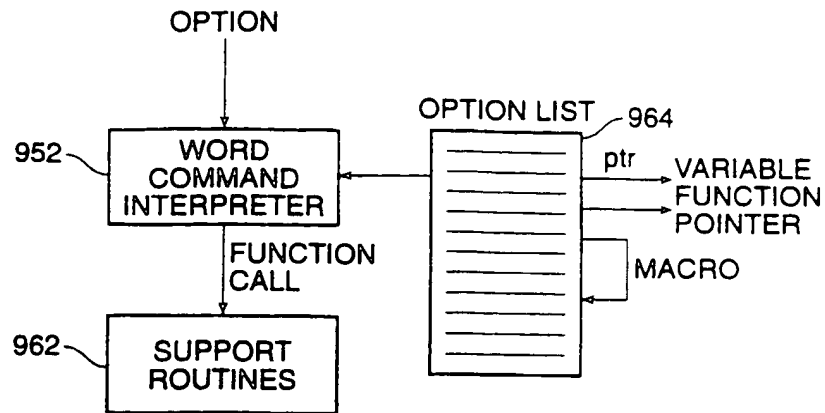 OPTION
952
WORD
COMMAND
INTERPRETER
FUNCTION
CALL
962
SUPPORT
ROUTINES
OPTION LIST
964
ptr
VARIABLE
FUNCTION
POINTER
MACRO